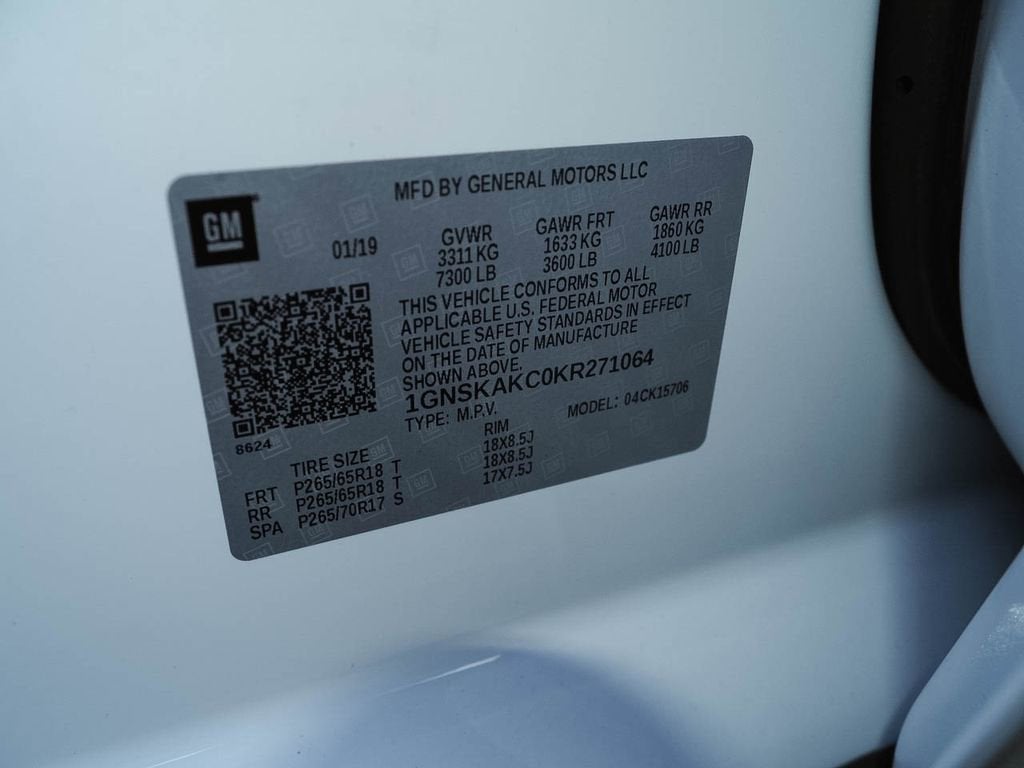 GM
MFD BY GENERAL MOTORS LLC
01/19
GVWR
3311 KG
7300 LB
GAWR FRT
1633 KG
3600 LB
GAWR RR
1860 KG
4100 LB
THIS VEHICLE CONFORMS TO ALL
APPLICABLE U.S. FEDERAL MOTOR
VEHICLE SAFETY STANDARDS IN EFFECT
ON THE DATE OF MANUFACTURE
SHOWN ABOVE.
1GNSKAKC0KR271064
TYPE: M.P.V.
MODEL: 04CK15706
8624
TIRE SIZE RIM
FRT P265/65R18 T 18X8.5J
RR P265/65R18 T 18X8.5J
SPA P265/70R17 S 17X7.5J